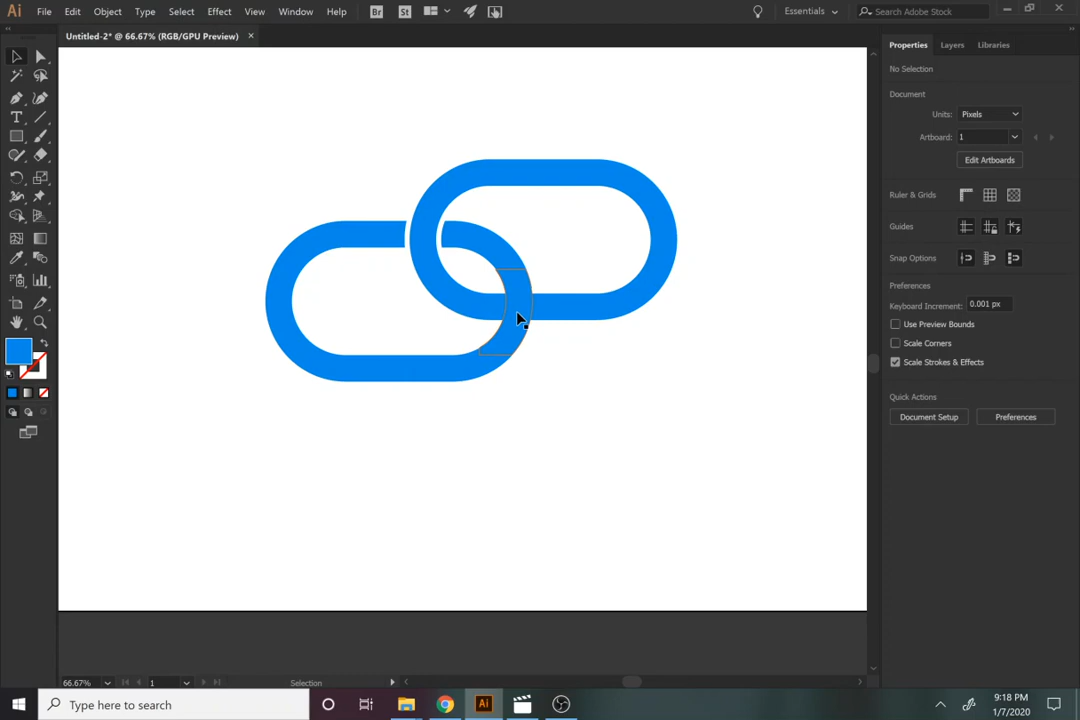 Ai File Edit Object Type Select Effect View Window Help Br St Essentials Search Adobe Stock
Untitled-2* @ 66.67% (RGB/GPU Preview) ×
Properties Layers Libraries
No Selection
Document
Units: Pixels
Artboard: 1
Edit Artboards
Ruler & Grids
Guides
Snap Options
Preferences
Keyboard Increment: 0.001 px
Use Preview Bounds
Scale Corners
Scale Strokes & Effects
Quick Actions
Document Setup Preferences
66.67% 1 Selection
Type here to search Ai 9:18 PM
1/7/2020